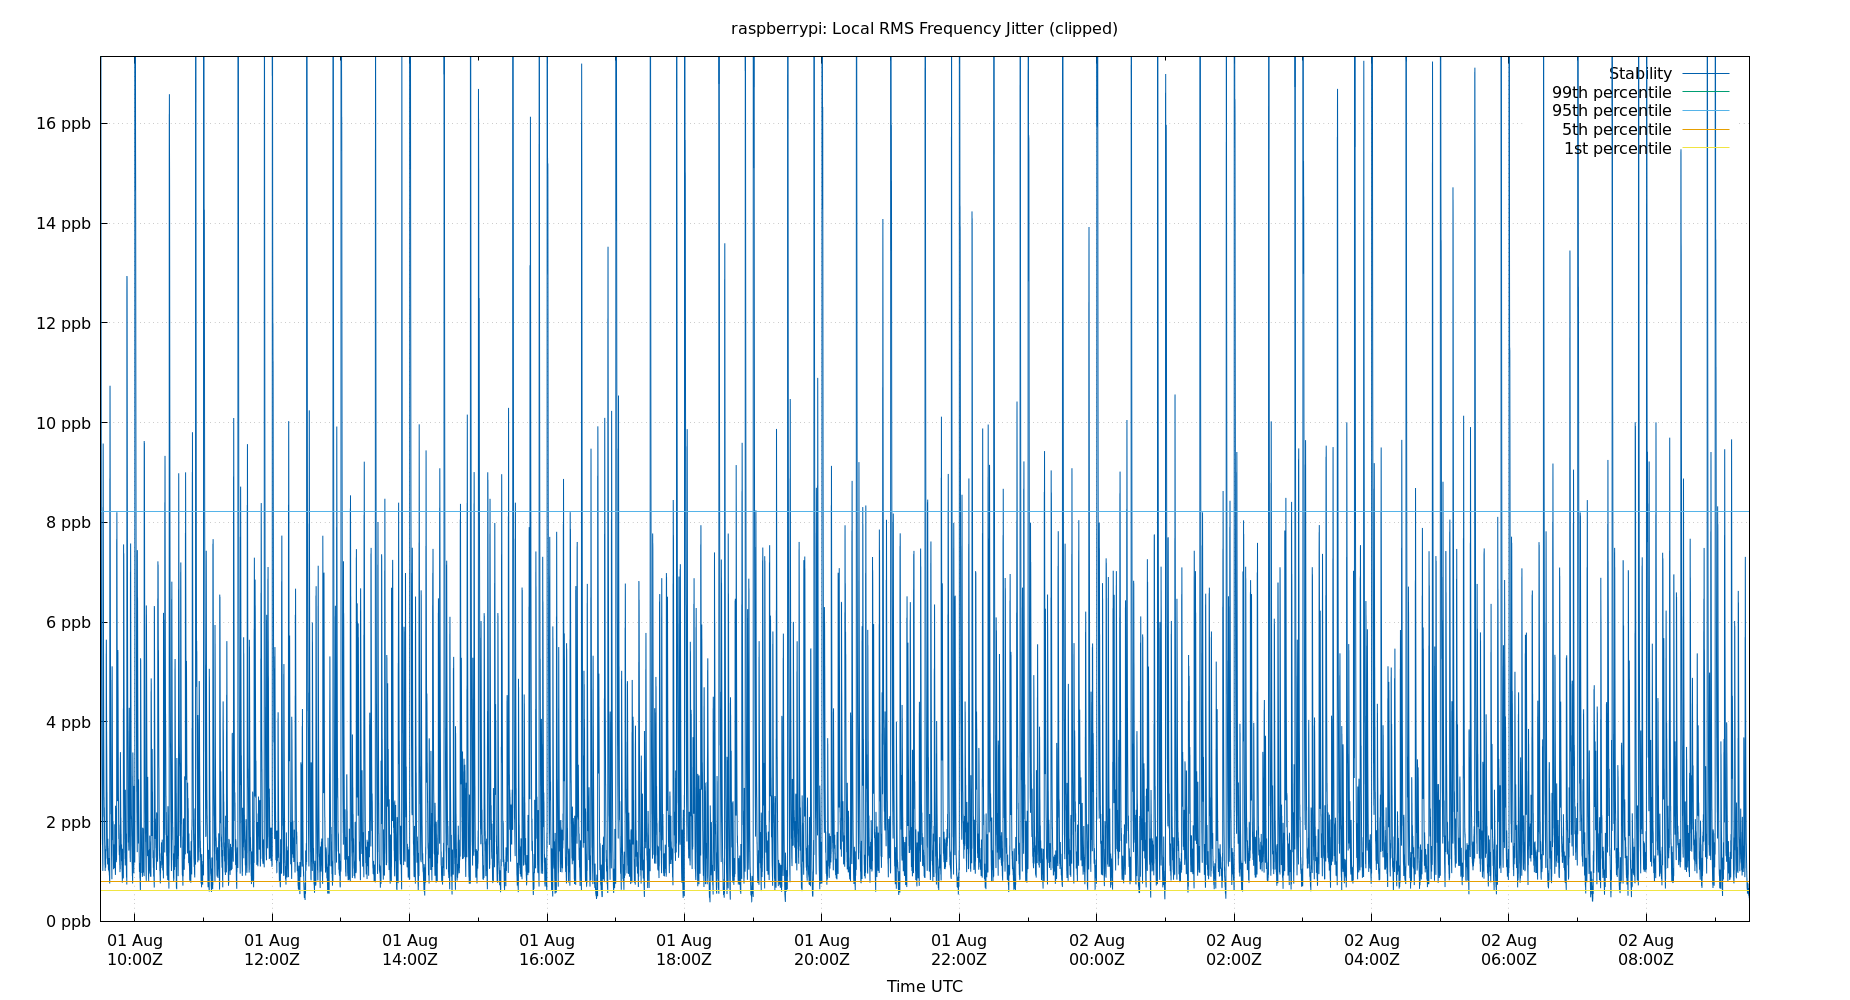 raspberrypi: Local RMS Frequency Jitter (clipped)
Stability
99th percentile
95th percentile
5th percentile
1st percentile
16 ppb
14 ppb
12 ppb
10 ppb
8 ppb
6 ppb
4 ppb
2 ppb
0 ppb
01 Aug 01 Aug 01 Aug 01 Aug 01 Aug 01 Aug 01 Aug 02 Aug 02 Aug 02 Aug 02 Aug 02 Aug
10:00Z 12:00Z 14:00Z 16:00Z 18:00Z 20:00Z 22:00Z 00:00Z 02:00Z 04:00Z 06:00Z 08:00Z
Time UTC